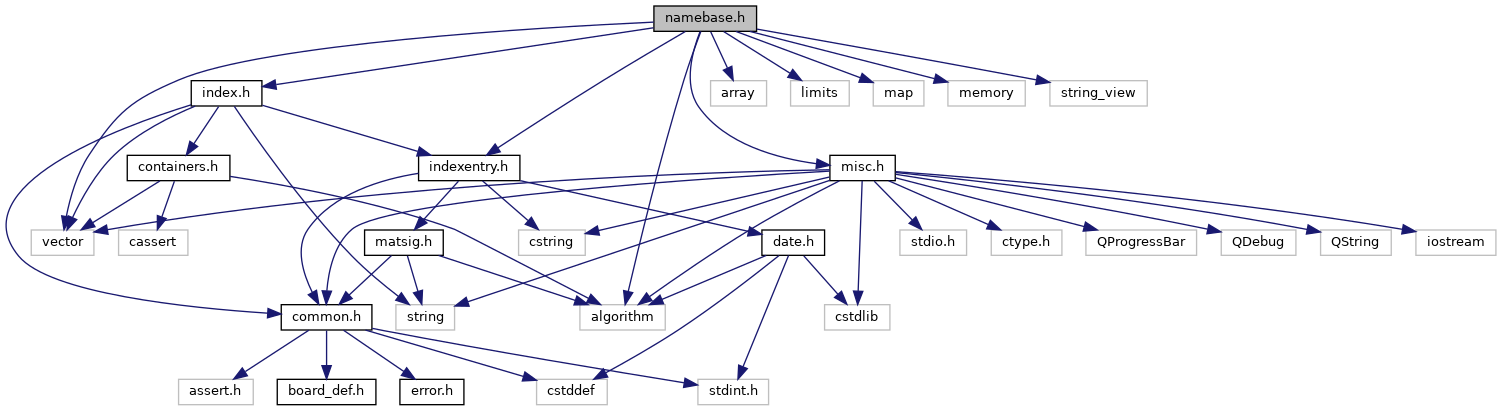 namebase.h
index.h
array
limits
map
memory
string_view
containers.h
indexentry.h
misc.h
vector
cassert
matsig.h
cstring
date.h
stdio.h
ctype.h
QProgressBar
QDebug
QString
iostream
common.h
string
algorithm
cstdlib
assert.h
board_def.h
error.h
cstddef
stdint.h